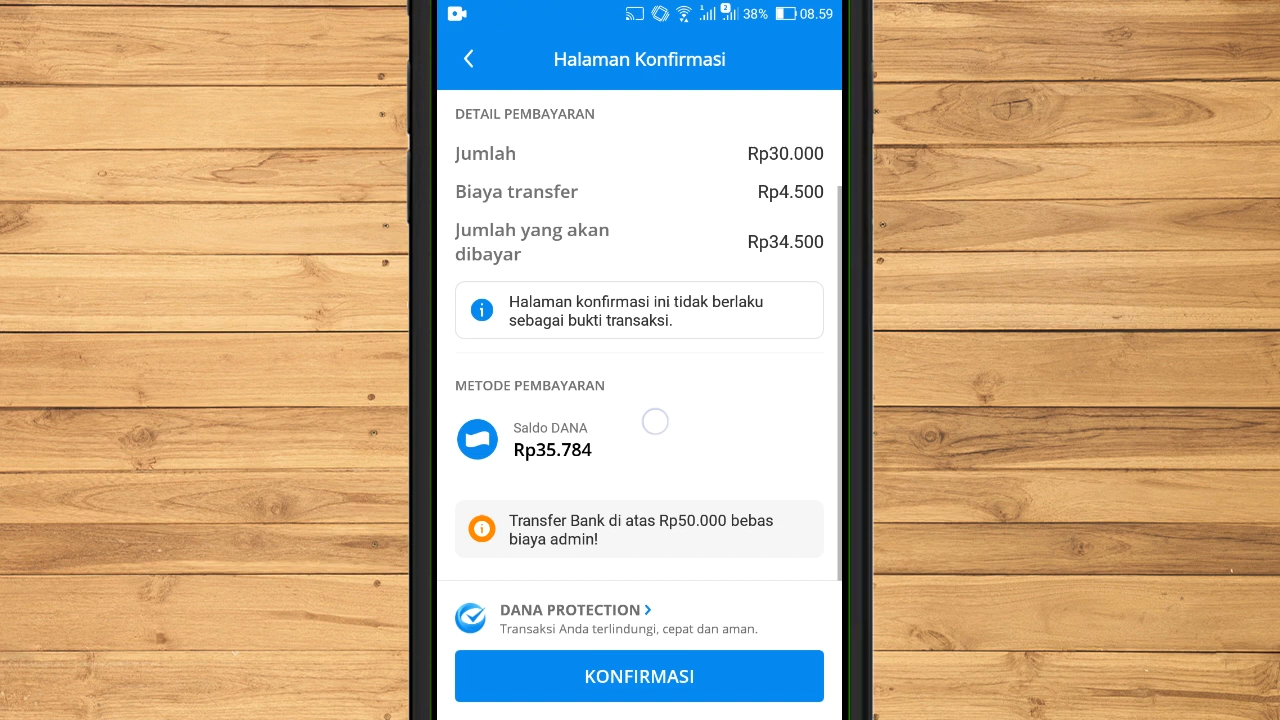 1 2 38% 08.59
Halaman Konfirmasi
DETAIL PEMBAYARAN
Jumlah Rp30.000
Biaya transfer Rp4.500
Jumlah yang akan
dibayar Rp34.500
Halaman konfirmasi ini tidak berlaku
sebagai bukti transaksi.
METODE PEMBAYARAN
Saldo DANA
Rp35.784
Transfer Bank di atas Rp50.000 bebas
biaya admin!
DANA PROTECTION
Transaksi Anda terlindungi, cepat dan aman.
KONFIRMASI